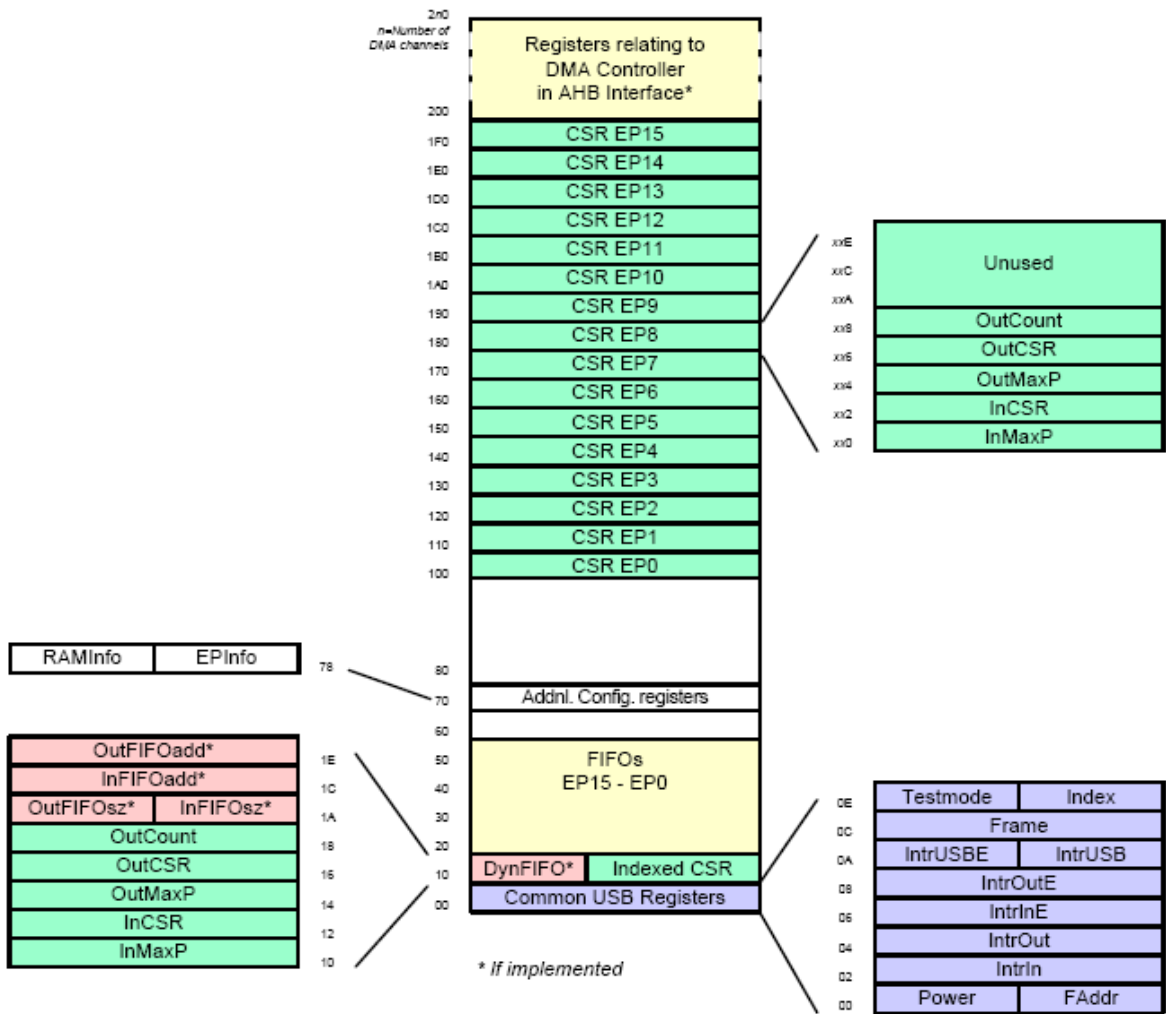 2n0
n=Number of
DMA channels
Registers relating to
DMA Controller
in AHB Interface*
200
CSR EP15
1F0
CSR EP14
1E0
CSR EP13
1D0
CSR EP12
1C0
CSR EP11
1B0
CSR EP10
1A0
CSR EP9
190
CSR EP8
180
CSR EP7
170
CSR EP6
160
CSR EP5
150
CSR EP4
140
CSR EP3
130
CSR EP2
120
CSR EP1
110
CSR EP0
100
80
Addnl. Config. registers
70
60
FIFOs
EP15 - EP0
50
40
30
20
DynFIFO* Indexed CSR
10
Common USB Registers
00
* If implemented
xxE
Unused
xxC
xxA
OutCount
xx8
OutCSR
xx6
OutMaxP
xx4
InCSR
xx2
InMaxP
xx0
RAMInfo EPInfo
78
OutFIFOadd*
1E
InFIFOadd*
1C
OutFIFOsz* InFIFOsz*
1A
OutCount
18
OutCSR
16
OutMaxP
14
InCSR
12
InMaxP
10
Testmode Index
0E
Frame
0C
IntrUSBE IntrUSB
0A
IntrOutE
08
IntrInE
06
IntrOut
04
IntrIn
02
Power FAddr
00